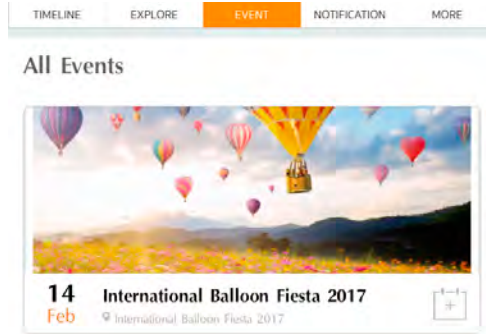 TIMELINE EXPLORE EVENT NOTIFICATION MORE
All Events
14 International Balloon Fiesta 2017
Feb International Balloon Fiesta 2017